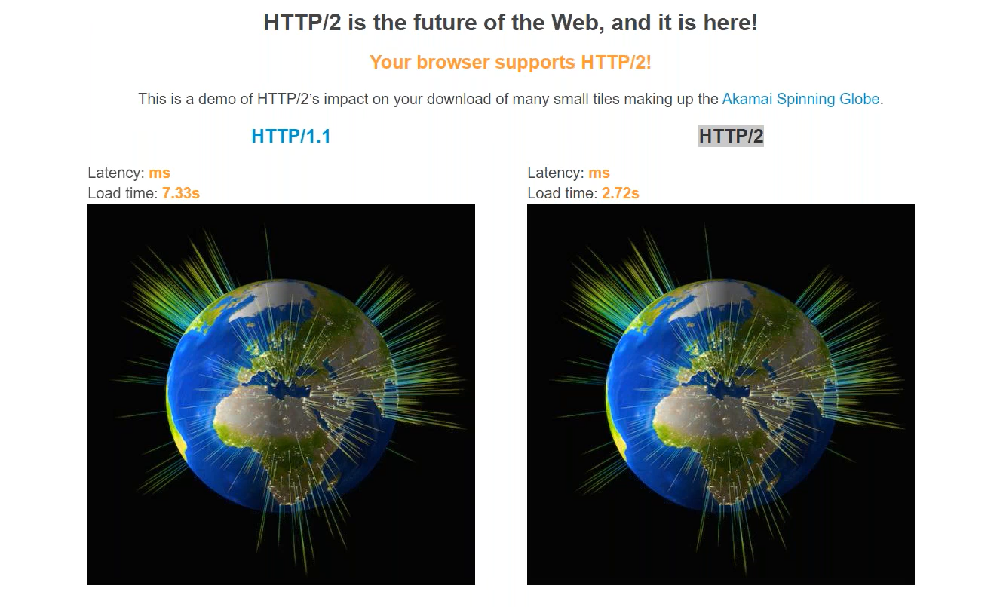 HTTP/2 is the future of the Web, and it is here!
Your browser supports HTTP/2!
This is a demo of HTTP/2’s impact on your download of many small tiles making up the Akamai Spinning Globe.
HTTP/1.1
Latency: ms
Load time: 7.33s
HTTP/2
Latency: ms
Load time: 2.72s